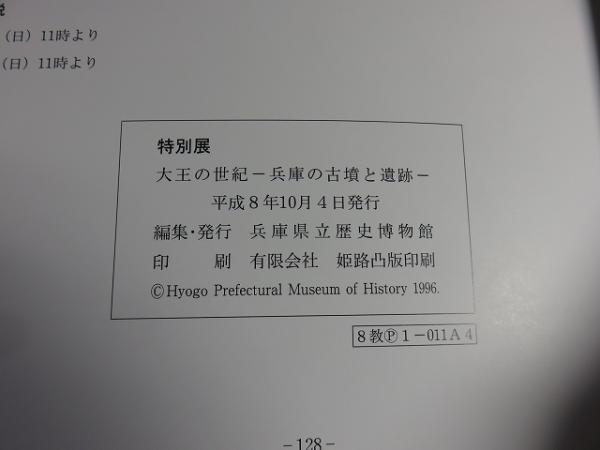 説
（日）11時より
（日）11時より
特別展
大王の世紀－兵庫の古墳と遺跡－
平成８年10月４日発行
編集・発行　兵庫県立歴史博物館
印　　刷　有限会社　姫路凸版印刷
©Hyogo Prefectural Museum of History 1996.
８教Ⓟ１－011Ａ４
－128－